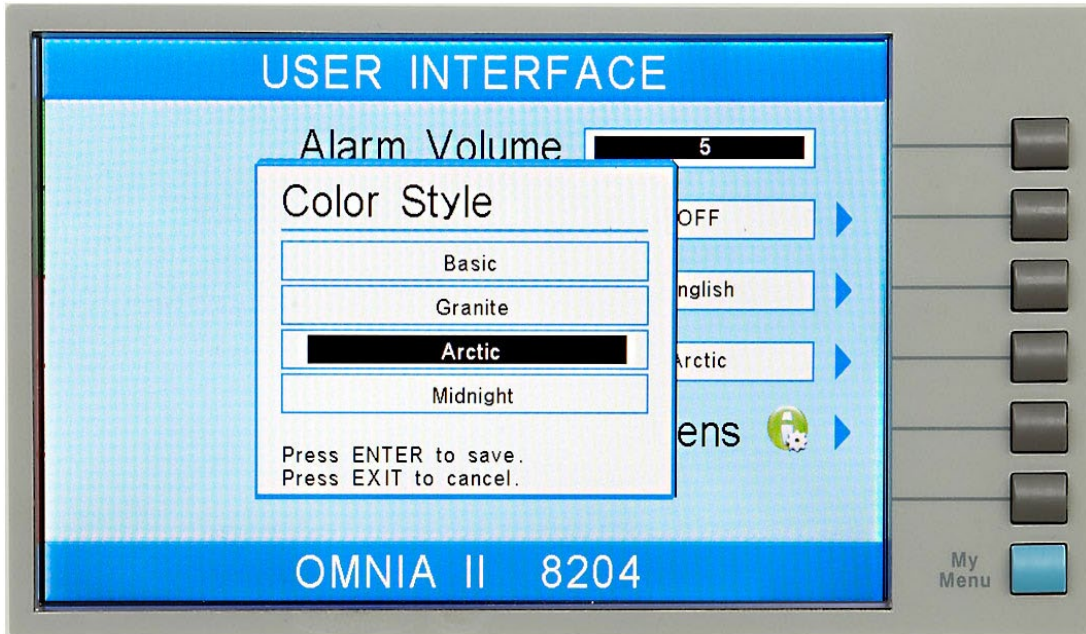 USER INTERFACE
Alarm Volume 5
Color Style
OFF
Basic
nglish
Granite
Arctic
Arctic
Midnight
ens
Press ENTER to save.
Press EXIT to cancel.
OMNIA II 8204
My
Menu